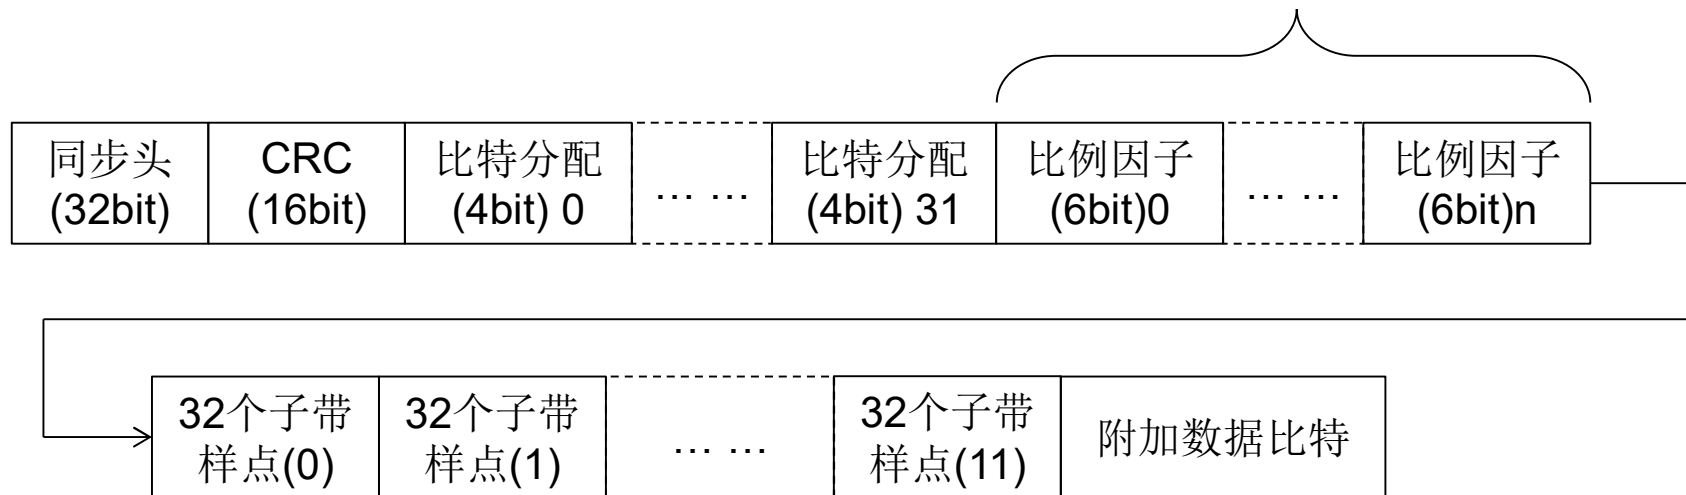 同步头
(32bit)
CRC
(16bit)
比特分配
(4bit) 0
... ...
比特分配
(4bit) 31
比例因子
(6bit)0
... ...
比例因子
(6bit)n
32个子带
样点(0)
32个子带
样点(1)
... ...
32个子带
样点(11)
附加数据比特